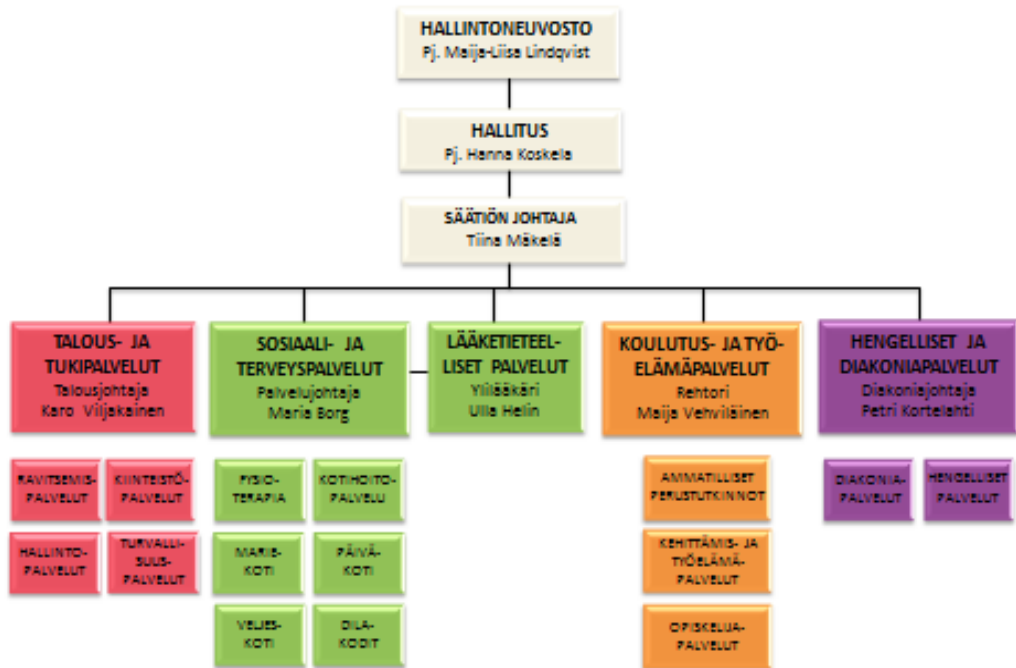 HALLINTONEUVOSTO
Pj. Maija-Liisa Lindqvist
HALLITUS
Pj. Hanna Koskela
SÄÄTIÖN JOHTAJA
Tiina Mäkelä
TALOUS- JA
TUKIPALVELUT
Talousjohtaja
Karo Viljakainen
SOSIAALI- JA
TERVEYSPALVELUT
Palvelujohtaja
Maria Borg
LÄÄKETIETEEL-
LISET PALVELUT
Ylilääkäri
Ulla Helin
KOULUTUS- JA TYÖ-
ELÄMÄPALVELUT
Rehtori
Maija Vehviläinen
HENGELLISET JA
DIAKONIAPALVELUT
Diakoniajohtaja
Petri Kortelahti
RAVITSEMIS-
PALVELUT
KIINTEISTÖ-
PALVELUT
HALLINTO-
PALVELUT
TURVALLI-
SUUS-
PALVELUT
FYSIO-
TERAPIA
KOTIHOITO-
PALVELU
MARIE-
KOTI
PÄIVÄ-
KOTI
VELJES-
KOTI
DILA-
KODIT
AMMATILLISET
PERUSTUTKINNOT
KEHITTÄMIS- JA
TYÖELÄMÄ-
PALVELUT
OPISKELIJA-
PALVELUT
DIAKONIA-
PALVELUT
HENGELLISET
PALVELUT